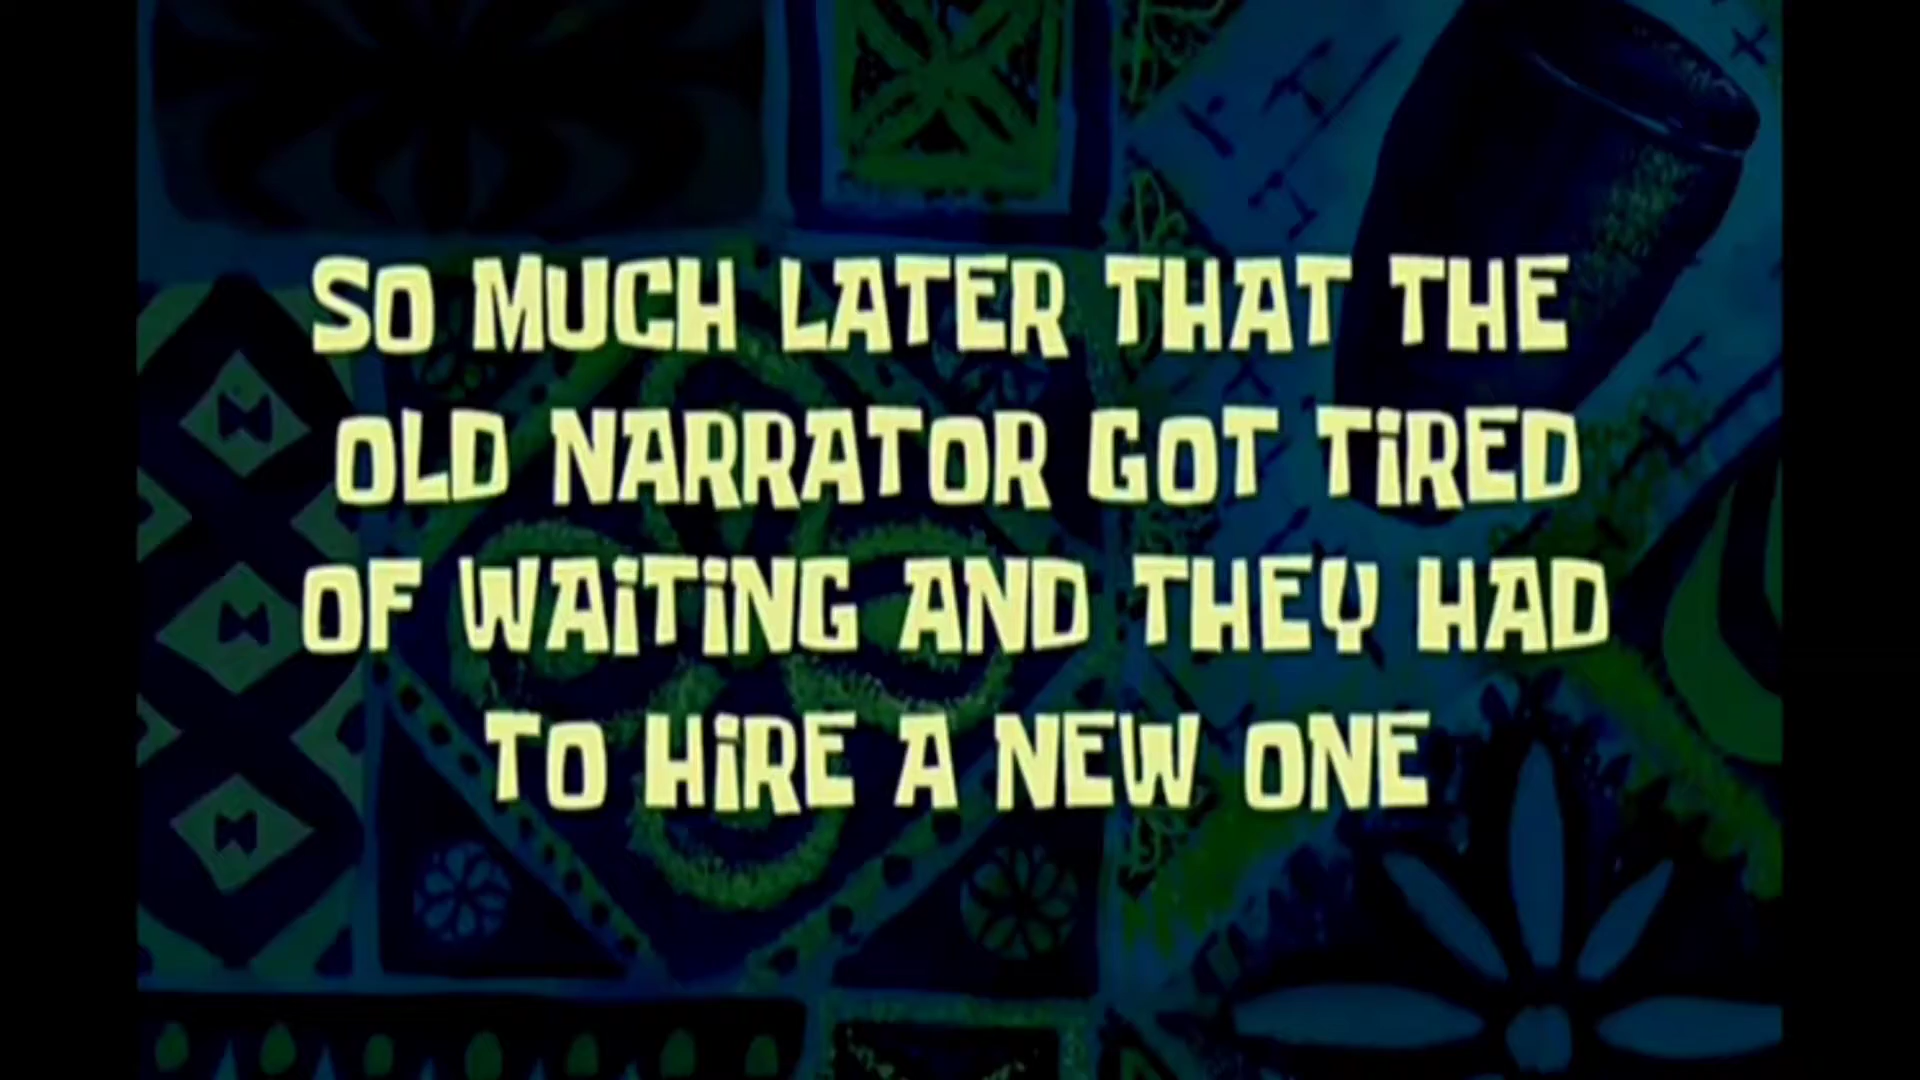 SO MUCH LATER THAT THE
OLD NARRATOR GOT TiRED
OF WAiTiNG AND THEY HAD
TO HiRE A NEW ONE